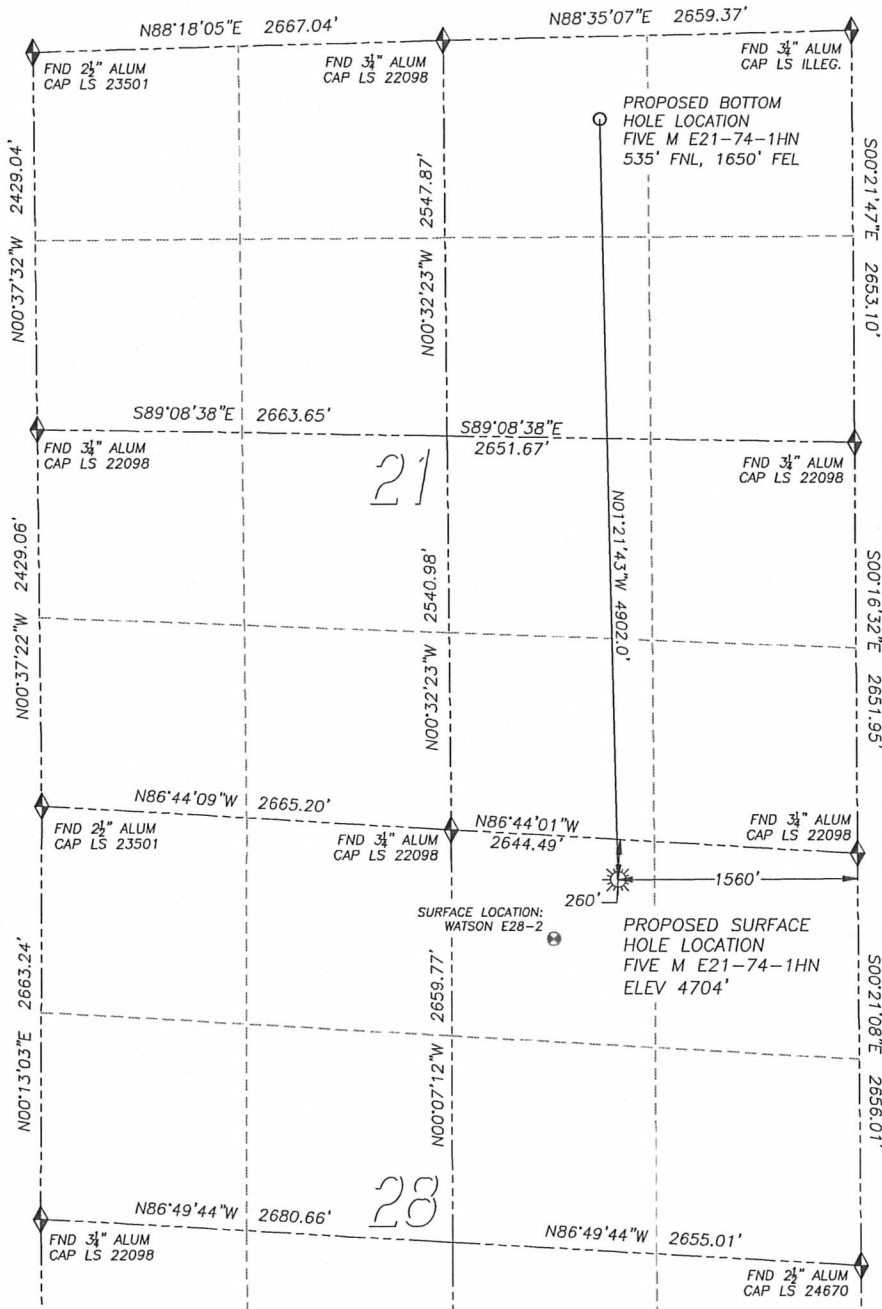 N88°18'05"E 2667.04'
N88°35'07"E 2659.37'
FND 2½" ALUM
CAP LS 23501
FND 3¼" ALUM
CAP LS 22098
FND 3¼" ALUM
CAP LS ILLEG.
PROPOSED BOTTOM
HOLE LOCATION
FIVE M E21-74-1HN
535' FNL, 1650' FEL
N00°37'32"W 2429.04'
N00°32'23"W 2547.87'
S00°21'47"E 2653.10'
S89°08'38"E 2663.65'
S89°08'38"E
2651.67'
FND 3¼" ALUM
CAP LS 22098
21
FND 3¼" ALUM
CAP LS 22098
N00°37'22"W 2429.06'
N00°32'23"W 2540.98'
N01°21'43"W 4902.0'
S00°16'32"E 2651.95'
N86°44'09"W 2665.20'
N86°44'01"W
2644.49'
FND 2½" ALUM
CAP LS 23501
FND 3¼" ALUM
CAP LS 22098
FND 3¼" ALUM
CAP LS 22098
1560'
260'
SURFACE LOCATION:
WATSON E28-2
PROPOSED SURFACE
HOLE LOCATION
FIVE M E21-74-1HN
ELEV 4704'
N00°13'03"E 2663.24'
N00°07'12"W 2659.77'
S00°21'08"E 2656.01'
28
N86°49'44"W 2680.66'
N86°49'44"W 2655.01'
FND 3¼" ALUM
CAP LS 22098
FND 2½" ALUM
CAP LS 24670